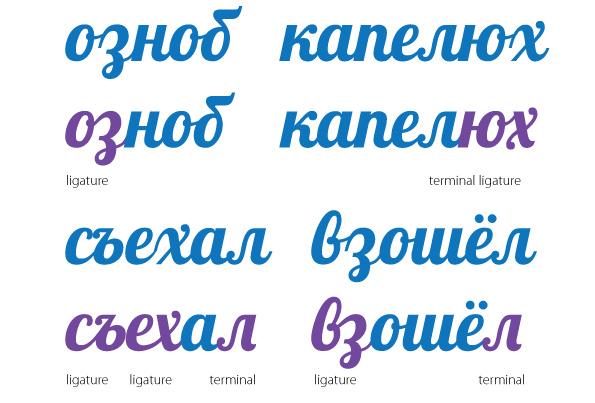 озноб капелюх
озноб капелюх
ligature terminal ligature
съехал взошёл
съехал взошёл
ligature ligature terminal ligature terminal